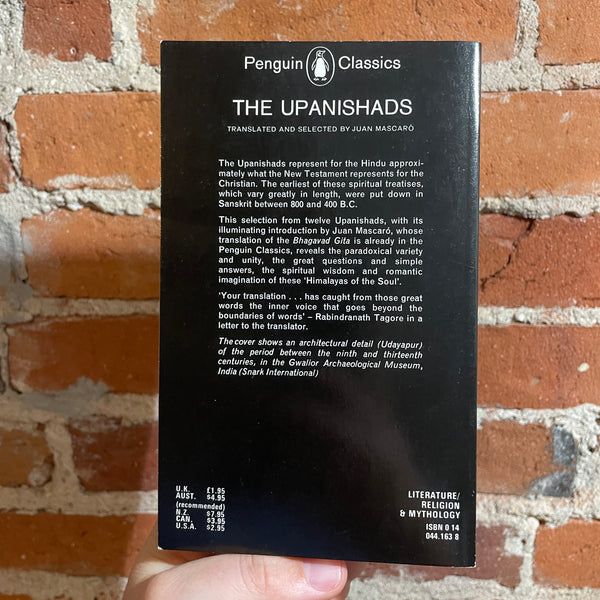 Penguin Classics
THE UPANISHADS
TRANSLATED AND SELECTED BY JUAN MASCARÓ
The Upanishads represent for the Hindu approxi-
mately what the New Testament represents for the
Christian. The earliest of these spiritual treatises,
which vary greatly in length, were put down in
Sanskrit between 800 and 400 B.C.
This selection from twelve Upanishads, with its
illuminating introduction by Juan Mascaró, whose
translation of the Bhagavad Gita is already in the
Penguin Classics, reveals the paradoxical variety
and unity, the great questions and simple
answers, the spiritual wisdom and romantic
imagination of these 'Himalayas of the Soul'.
'Your translation . . . has caught from those great
words the inner voice that goes beyond the
boundaries of words' – Rabindranath Tagore in a
letter to the translator.
The cover shows an architectural detail (Udayapur)
of the period between the ninth and thirteenth
centuries, in the Gwalior Archaeological Museum,
India (Snark International)
U.K. £1.95
AUST. $4.95
(recommended)
N.Z. $7.95
CAN. $3.95
U.S.A. $2.95
LITERATURE/
RELIGION
& MYTHOLOGY
ISBN 0 14
044.163 8